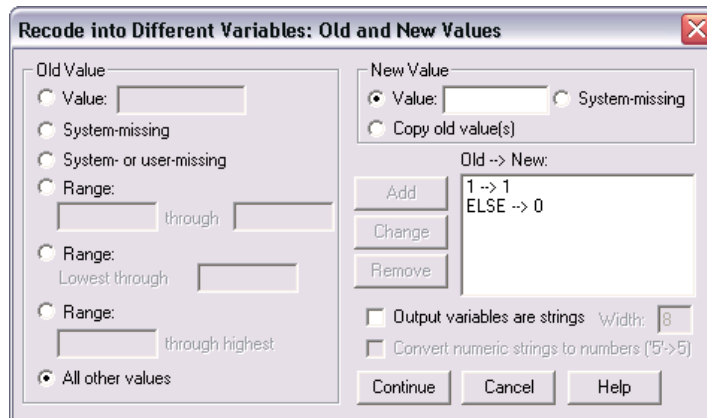 Recode into Different Variables: Old and New Values
Old Value
Value:
System-missing
System- or user-missing
Range:
through
Range:
Lowest through
Range:
through highest
All other values
New Value
Value:
System-missing
Copy old value(s)
Old --> New:
1 --> 1
ELSE --> 0
Add
Change
Remove
Output variables are strings
Width: 8
Convert numeric strings to numbers ('5'->5)
Continue
Cancel
Help